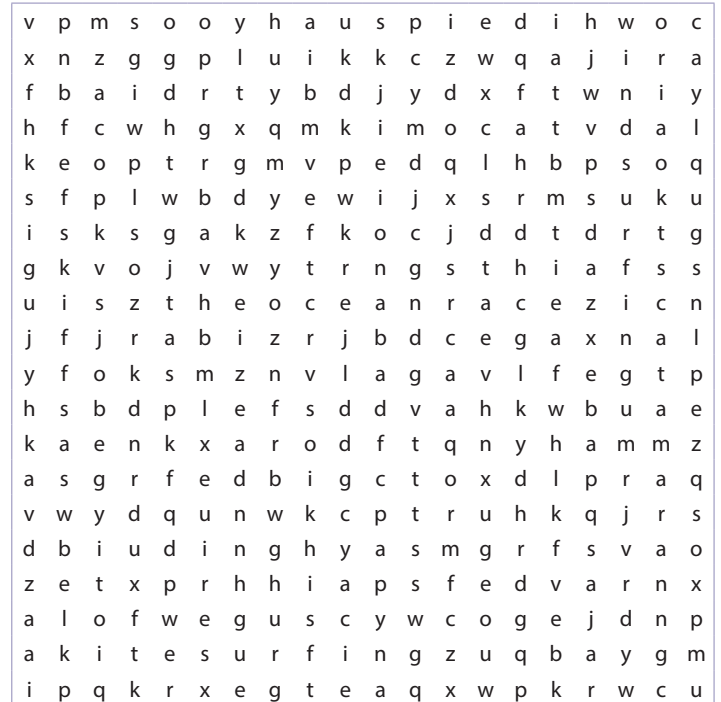 v p m s o o y h a u s p i e d i h w o c
x n z g g p l u i k k c z w q a j i r a
f b a i d r t y b d j y d x f t w n i y
h f c w h g x q m k i m o c a t v d a l
k e o p t r g m v p e d q l h b p s o q
s f p l w b d y e w i j x s r m s u k u
i s k s g a k z f k o c j d d t d r t g
g k v o j v w y t r n g s t h i a f s s
u i s z t h e o c e a n r a c e z i c n
j f j r a b i z r j b d c e g a x n a l
y f o k s m z n v l a g a v l f e g t p
h s b d p l e f s d d v a h k w b u a e
k a e n k x a r o d f t q n y h a m m z
a s g r f e d b i g c t o x d l p r a q
v w y d q u n w k c p t r u h k q j r s
d b i u d i n g h y a s m g r f s v a o
z e t x p r h h i a p s f e d v a r n x
a l o f w e g u s c y w c o g e j d n p
a k i t e s u r f i n g z u q b a y g m
i p q k r x e g t e a q x w p k r w c u